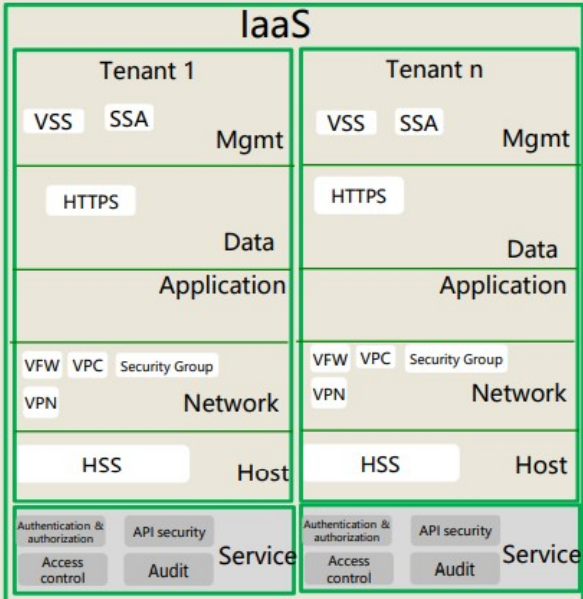 IaaS
Tenant 1
VSS SSA
Mgmt
HTTPS
Data
Application
VFW VPC Security Group
VPN
Network
HSS
Host
Authentication &
authorization
API security
Service
Access
control
Audit
Tenant n
VSS SSA
Mgmt
HTTPS
Data
Application
VFW VPC Security Group
VPN
Network
HSS
Host
Authentication &
authorization
API security
Service
Access
control
Audit